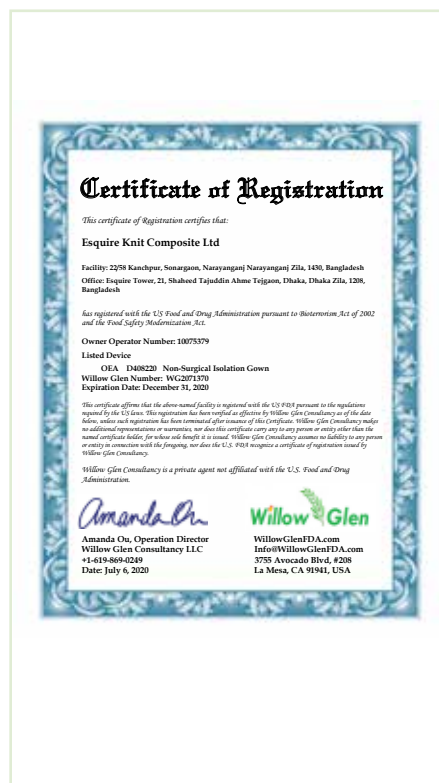 Certificate of Registration
This certificate of Registration certifies that:
Esquire Knit Composite Ltd
Facility: 22/58 Kanchpur, Sonargaon, Narayanganj Narayanganj Zila, 1430, Bangladesh
Office: Esquire Tower, 21, Shaheed Tajuddin Ahme Tejgaon, Dhaka, Dhaka Zila, 1208,
Bangladesh
has registered with the US Food and Drug Administration pursuant to Bioterrorism Act of 2002
and the Food Safety Modernization Act.
Owner Operator Number: 10075379
Listed Device
OEA D408220 Non-Surgical Isolation Gown
Willow Glen Number: WG2071370
Expiration Date: December 31, 2020
This certificate affirms that the above-named facility is registered with the US FDA pursuant to the regulations
required by the US laws. This registration has been verified as effective by Willow Glen Consultancy as of the date
below, unless such registration has been terminated after issuance of this Certificate. Willow Glen Consultancy makes
no additional representations or warranties, nor does this certificate carry any to any person or entity other than the
named certificate holder, for whose sole benefit it is issued. Willow Glen Consultancy assumes no liability to any person
or entity in connection with the foregoing, nor does the U.S. FDA recognize a certificate of registration issued by
Willow Glen Consultancy.
Willow Glen Consultancy is a private agent not affiliated with the U.S. Food and Drug
Administration.
Amanda Ou
Willow Glen
Amanda Ou, Operation Director
Willow Glen Consultancy LLC
+1-619-869-0249
Date: July 6, 2020
WillowGlenFDA.com
Info@WillowGlenFDA.com
3755 Avocado Blvd, #208
La Mesa, CA 91941, USA